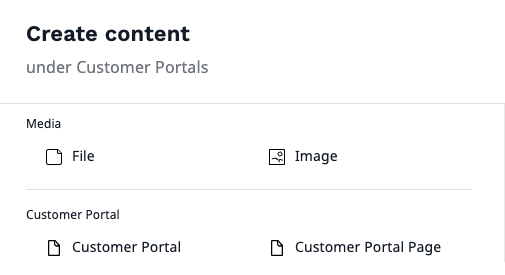 Create content
under Customer Portals
Media
File
Image
Customer Portal
Customer Portal
Customer Portal Page